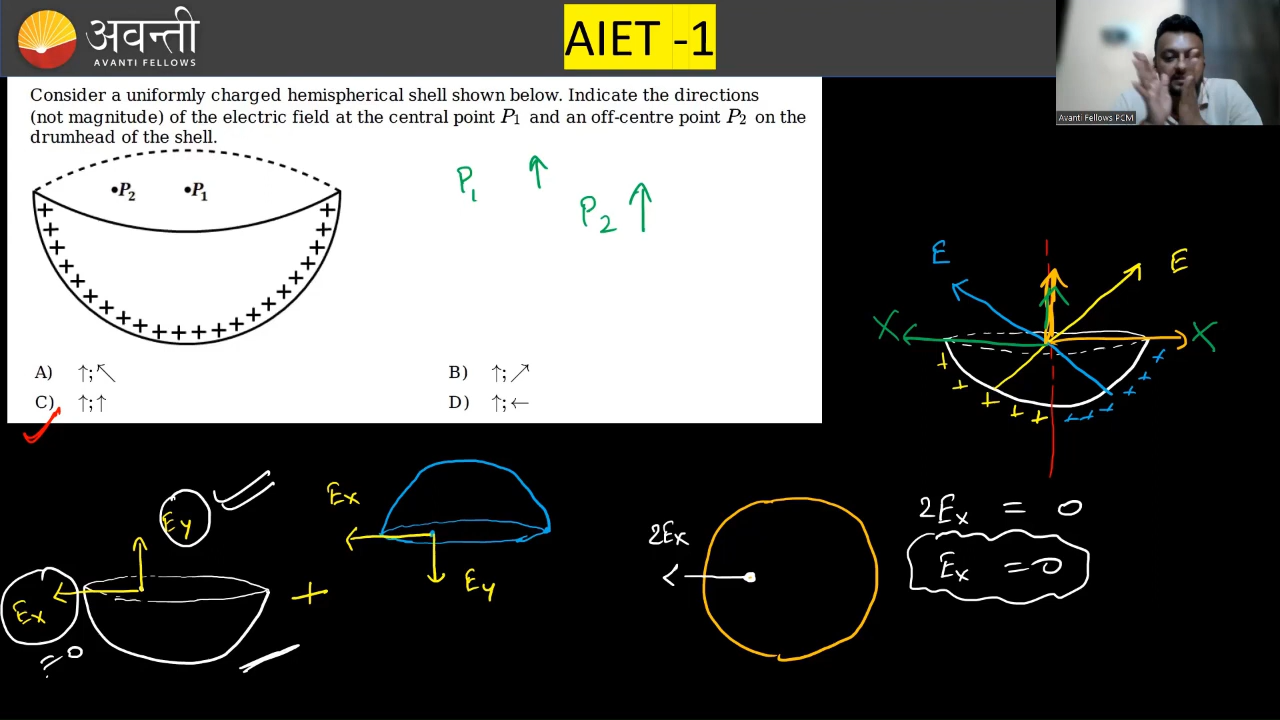 अवन्ती
AVANTI FELLOWS
AIET -1
Avanti Fellows PCM
Consider a uniformly charged hemispherical shell shown below. Indicate the directions
(not magnitude) of the electric field at the central point P₁ and an off-centre point P₂ on the
drumhead of the shell.
•P₂ •P₁
+ + + + + + + + + + + + + + + + + + + + + + +
A) ↑;↖
B) ↑;↗
C) ↑;↑
D) ↑;←
P₁ ↑
P₂ ↑
E E
X X
+ + + + + + + + + +
Ey
Ex
= 0
+
Ex
Ey
2Ex
2Ex = 0
Ex = 0